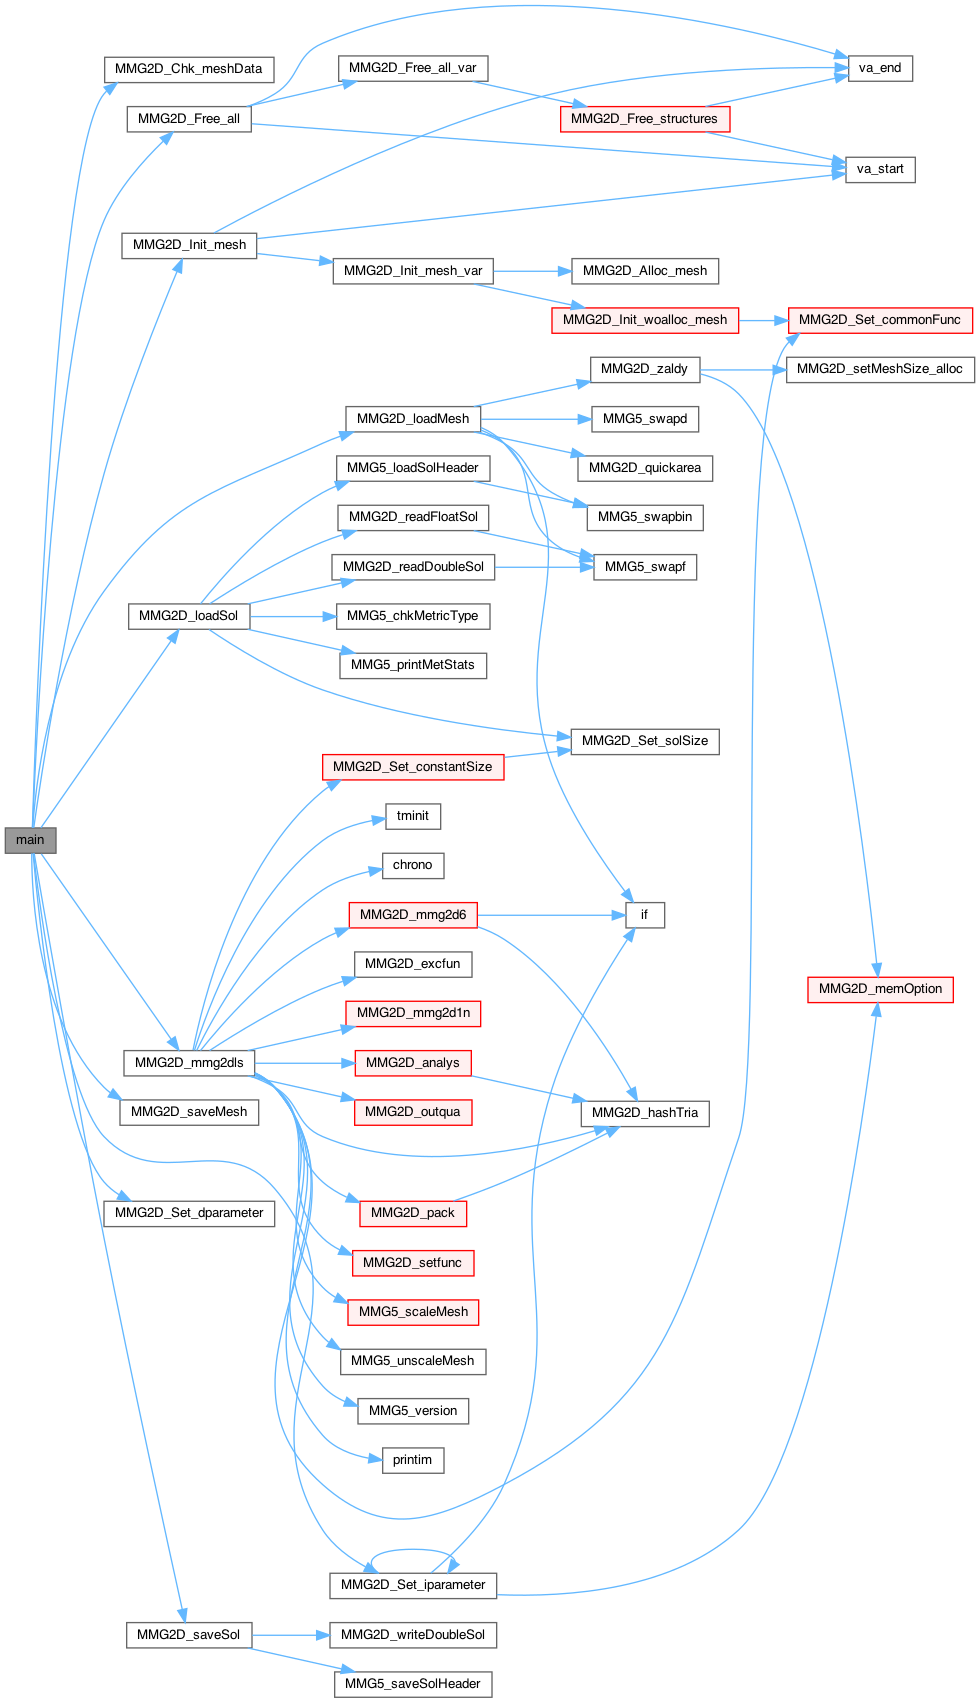 MMG2D_Chk_meshData
MMG2D_Free_all_var
va_end
MMG2D_Free_all
MMG2D_Free_structures
va_start
MMG2D_Init_mesh
MMG2D_Init_mesh_var
MMG2D_Alloc_mesh
MMG2D_Init_woalloc_mesh
MMG2D_Set_commonFunc
MMG2D_zaldy
MMG2D_setMeshSize_alloc
MMG2D_loadMesh
MMG5_swapd
MMG5_loadSolHeader
MMG2D_quickarea
MMG2D_readFloatSol
MMG5_swapbin
MMG2D_readDoubleSol
MMG5_swapf
MMG2D_loadSol
MMG5_chkMetricType
MMG5_printMetStats
MMG2D_Set_solSize
MMG2D_Set_constantSize
tminit
main
chrono
MMG2D_mmg2d6
if
MMG2D_excfun
MMG2D_memOption
MMG2D_mmg2d1n
MMG2D_mmg2dls
MMG2D_analys
MMG2D_saveMesh
MMG2D_outqua
MMG2D_hashTria
MMG2D_Set_dparameter
MMG2D_pack
MMG2D_setfunc
MMG5_scaleMesh
MMG5_unscaleMesh
MMG5_version
printim
MMG2D_Set_iparameter
MMG2D_saveSol
MMG2D_writeDoubleSol
MMG5_saveSolHeader